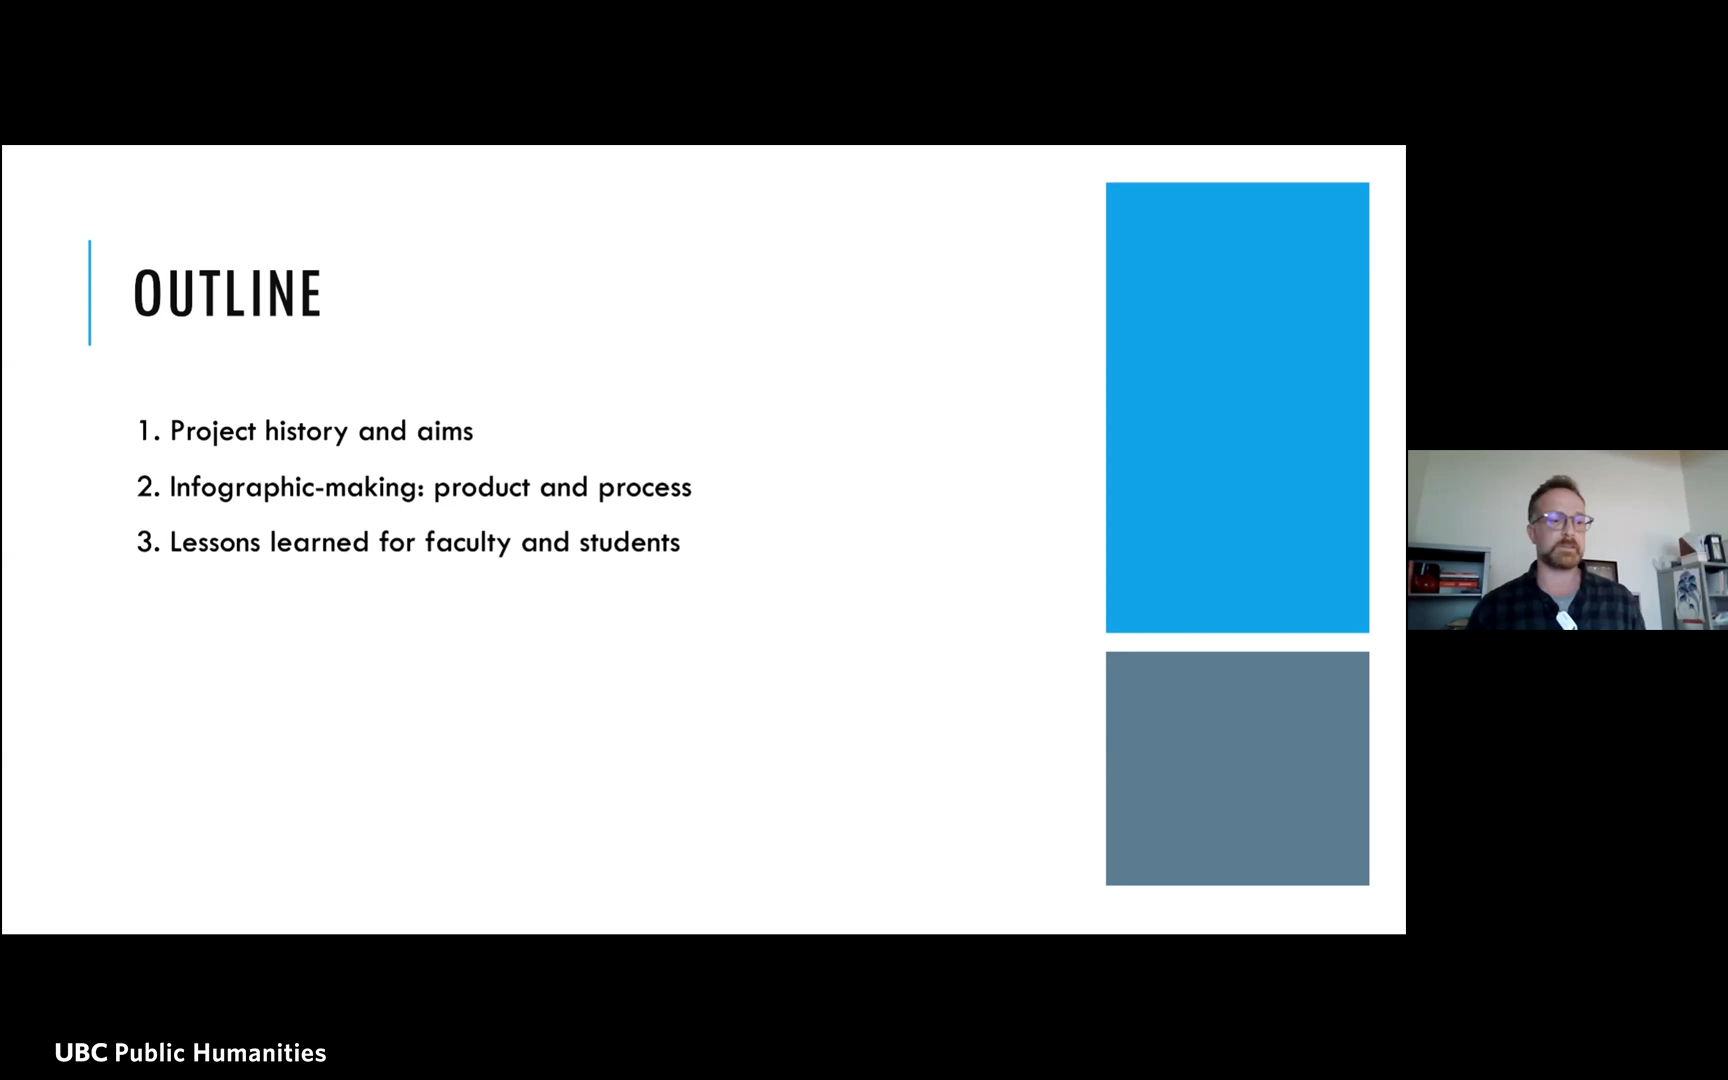 OUTLINE
1. Project history and aims
2. Infographic-making: product and process
3. Lessons learned for faculty and students
UBC Public Humanities